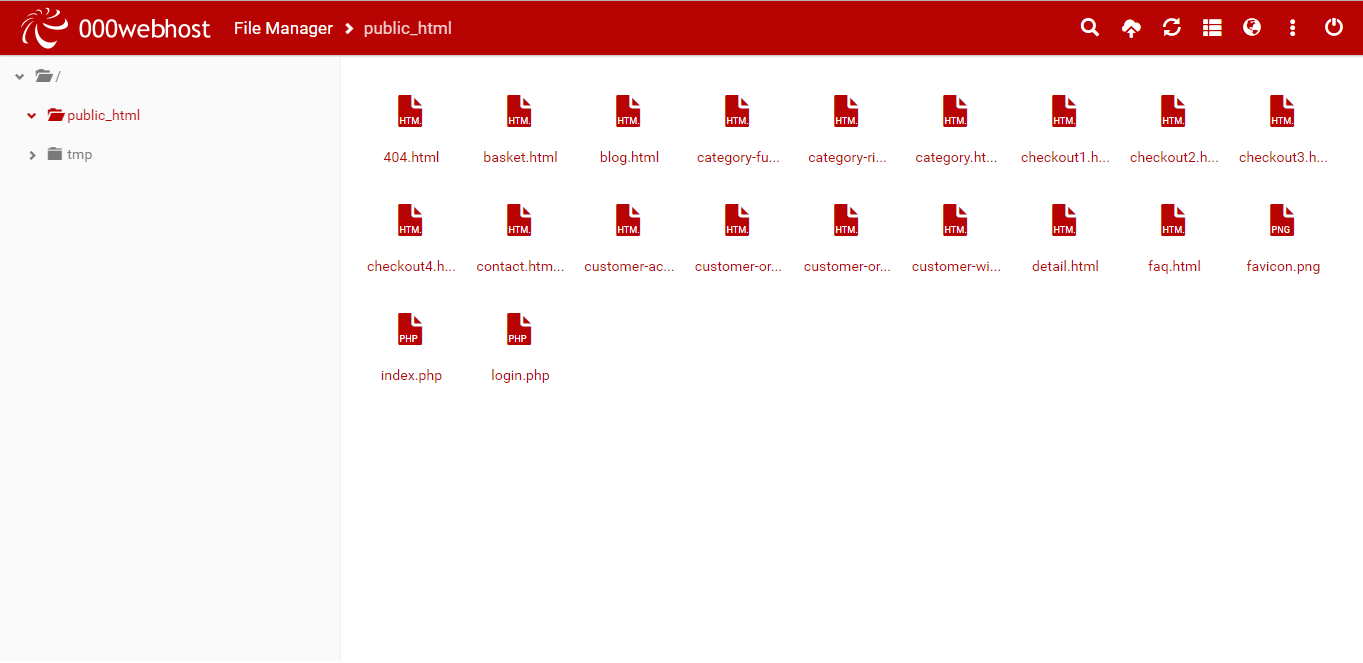 000webhost File Manager > public_html
/
public_html
tmp
HTM. HTM. HTM. HTM. HTM. HTM. HTM. HTM. HTM.
404.html basket.html blog.html category-fu... category-ri... category.ht... checkout1.h... checkout2.h... checkout3.h...
HTM. HTM. HTM. HTM. HTM. HTM. HTM. HTM. PNG
checkout4.h... contact.htm... customer-ac... customer-or... customer-or... customer-wi... detail.html faq.html favicon.png
PHP PHP
index.php login.php